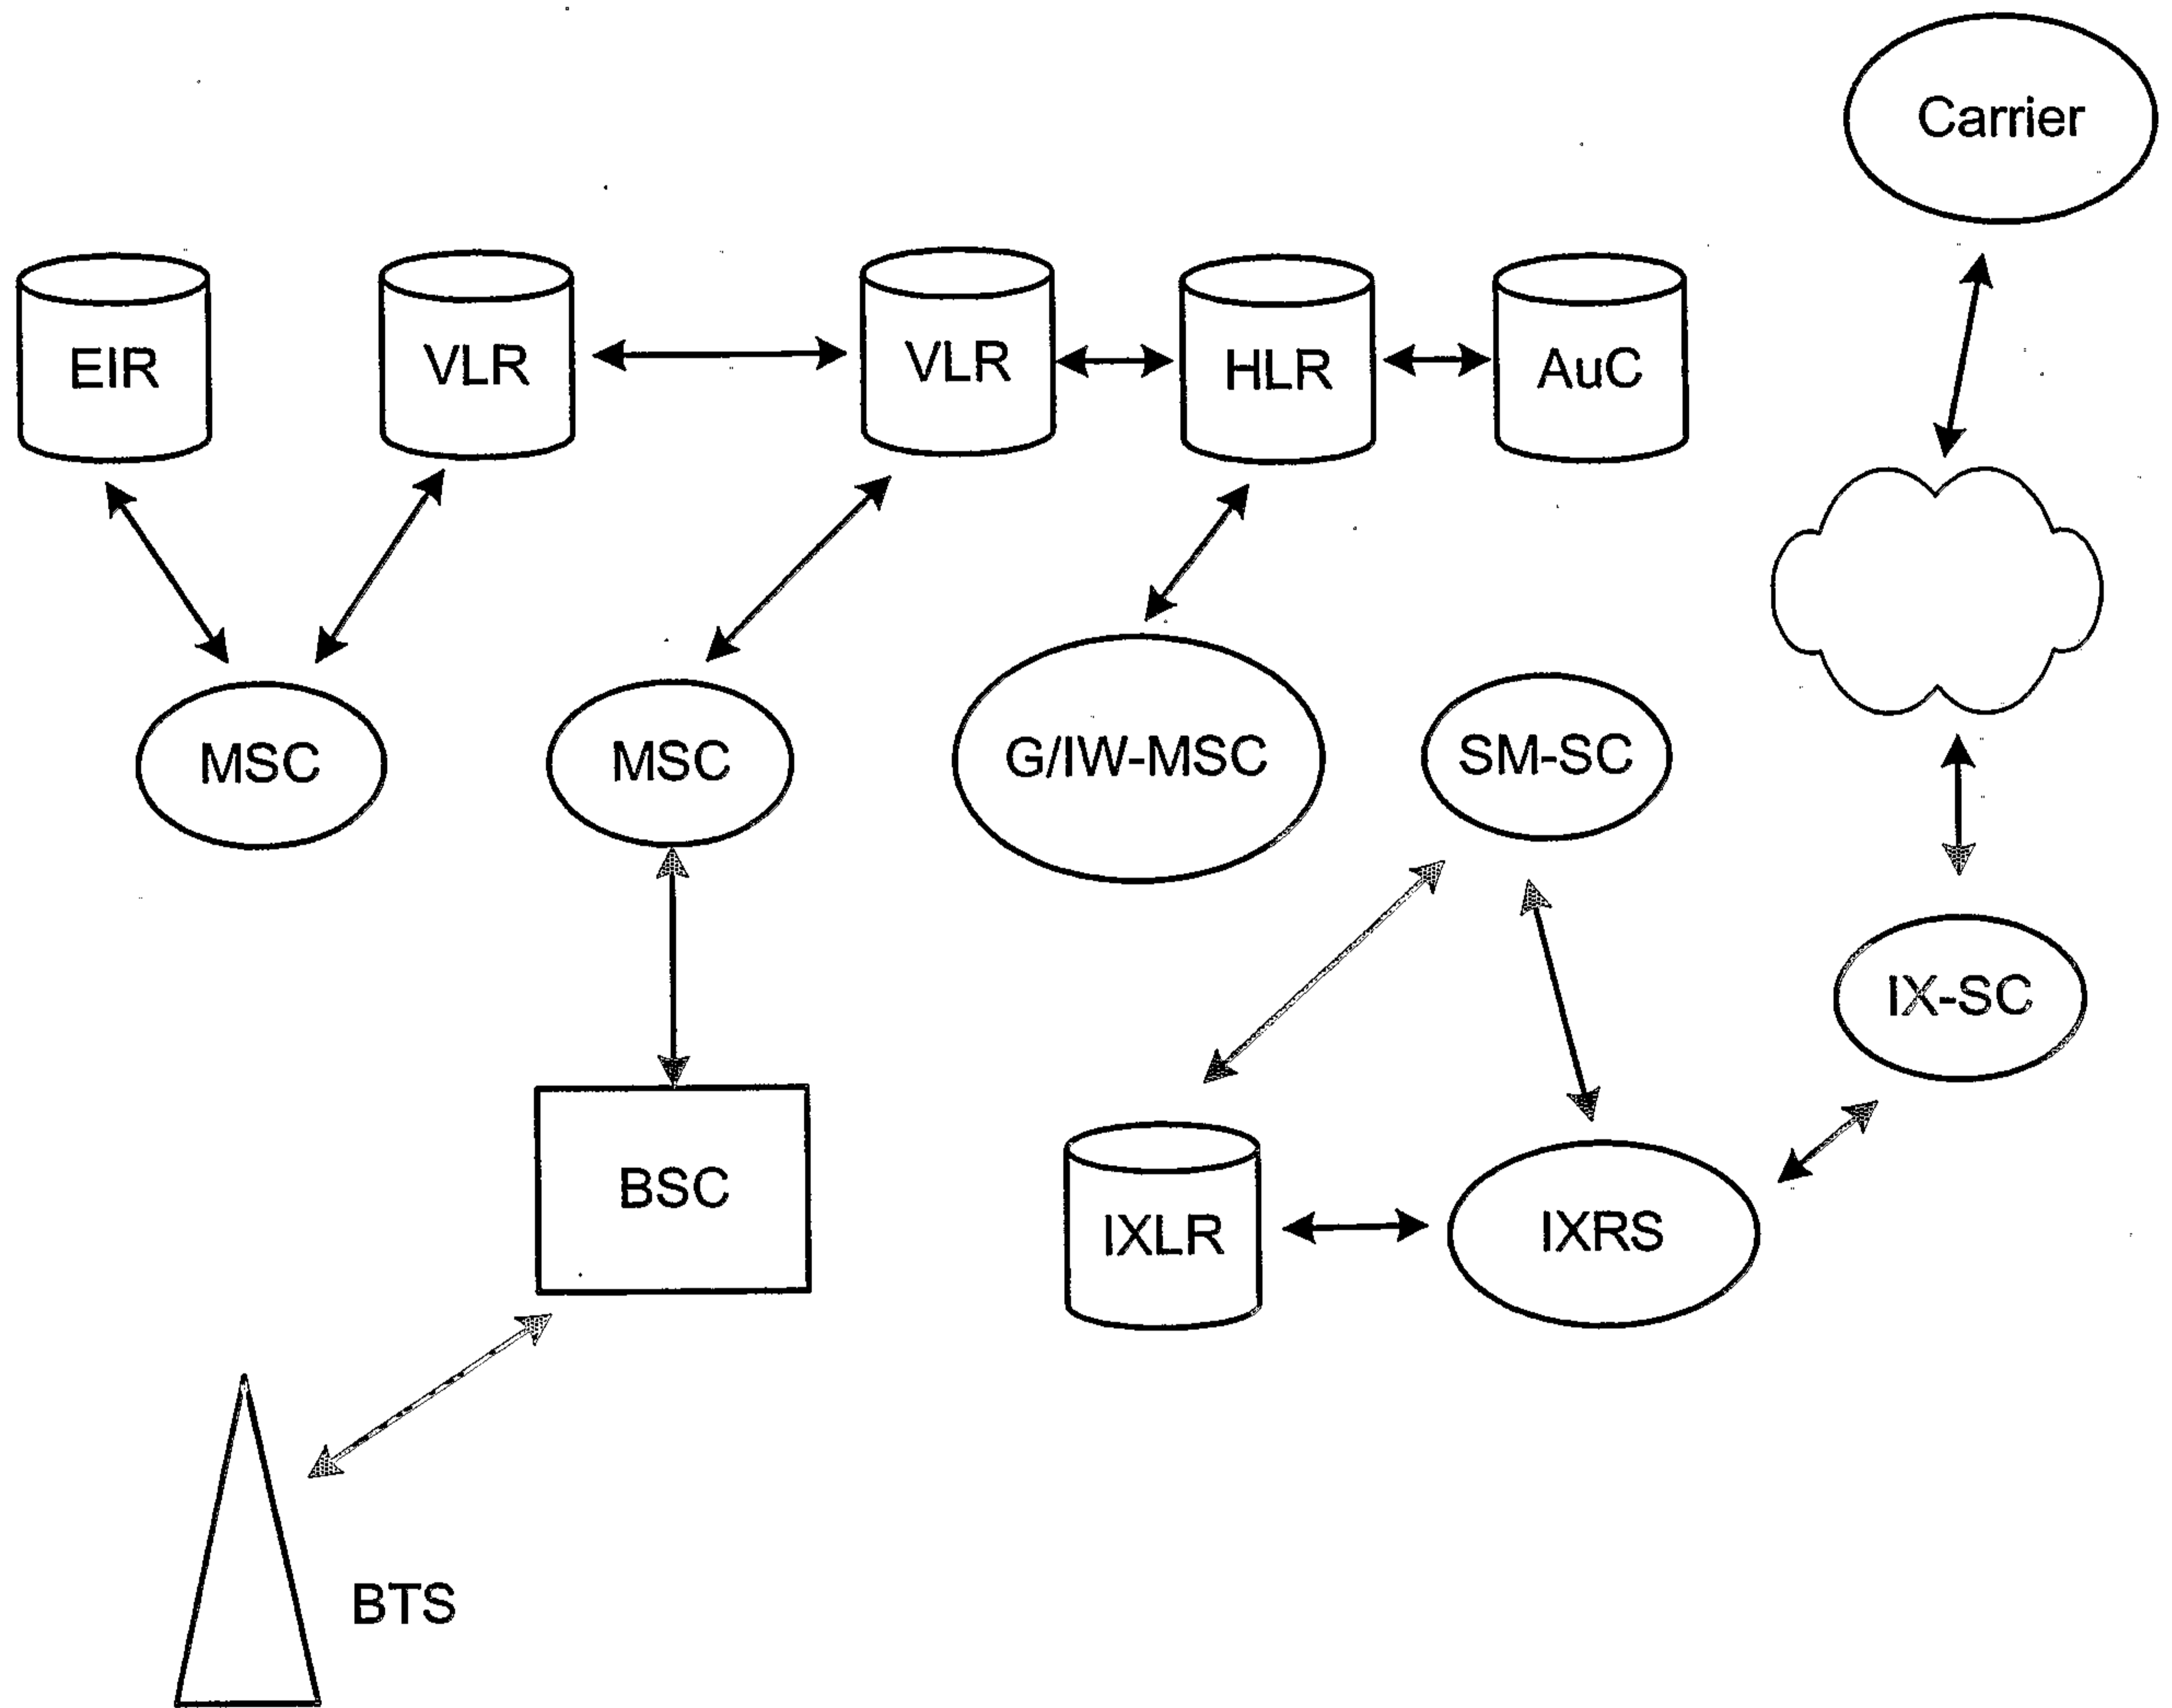 Carrier
EIR
VLR
VLR
HLR
AuC
MSC
MSC
G/IW-MSC
SM-SC
IX-SC
BSC
IXLR
IXRS
BTS